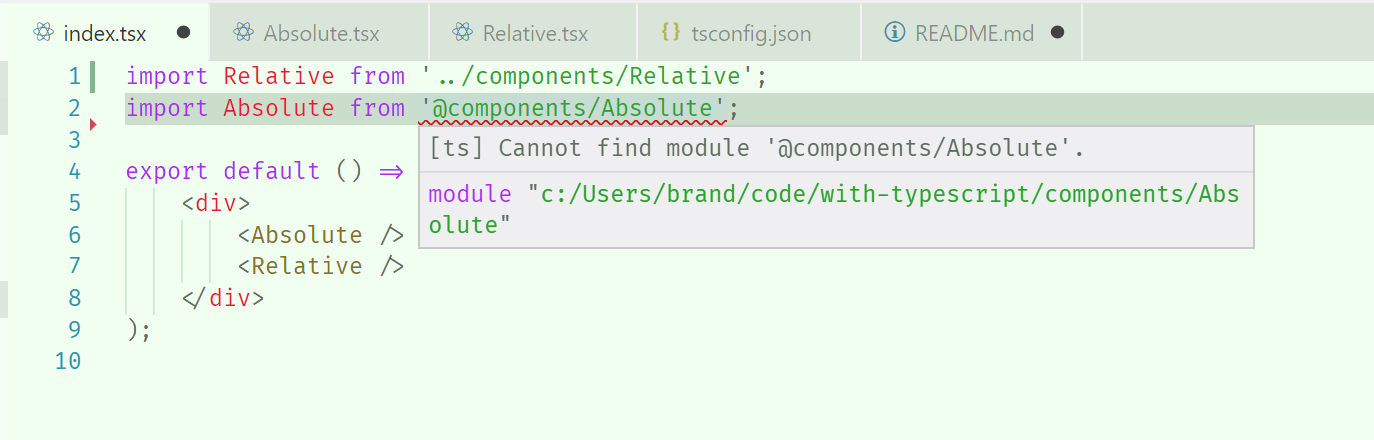 index.tsx ● Absolute.tsx Relative.tsx {} tsconfig.json README.md ●
1 import Relative from '../components/Relative';
2 import Absolute from '@components/Absolute';
3
[ts] Cannot find module '@components/Absolute'.
4 export default () =>
module "c:/Users/brand/code/with-typescript/components/Abs
5 <div>
olute"
6 <Absolute />
7 <Relative />
8 </div>
9 );
10